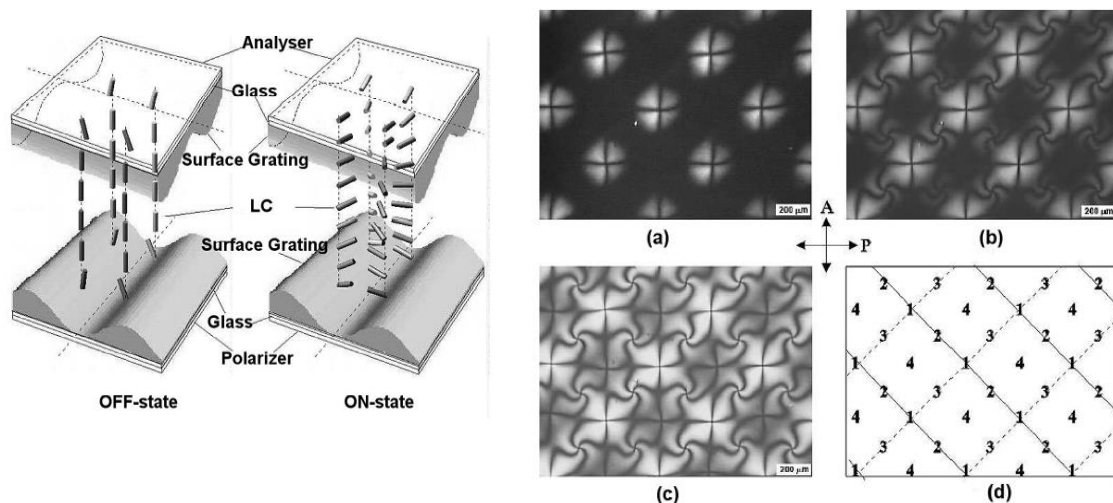 Analyser
Glass
Surface Grating
LC
Surface Grating
Glass
Polarizer
OFF-state ON-state
200 µm 200 µm
(a) A (b)
P
200 µm
2 3 2 3 2
4 1 4 1 4
3 2 3 2 3
1 4 1 4 1
2 3 2 3 2
4 1 4 1 4
3 2 3 2 3
1 4 1 4 1
(c) (d)